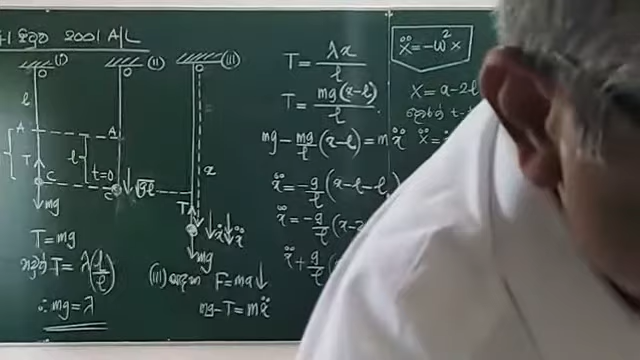 2001 A/L
(i)
(ii)
(iii)
O
O
O
l
A
A
T
C
mg
l
t=0
C
√gl
x
T
ẋ
ẍ
mg
T = mg
T = λ(l/l)
∴ mg = λ
(iii) F = ma ↓
mg - T = mẍ
T = λx/l
T = mg(x-l)/l
mg - mg/l (x-l) = mẍ
ẍ = -g/l (x-l-l)
ẍ = -g/l (x-2
ẍ + g/l (
ẍ = -ω²x
X = x-2l